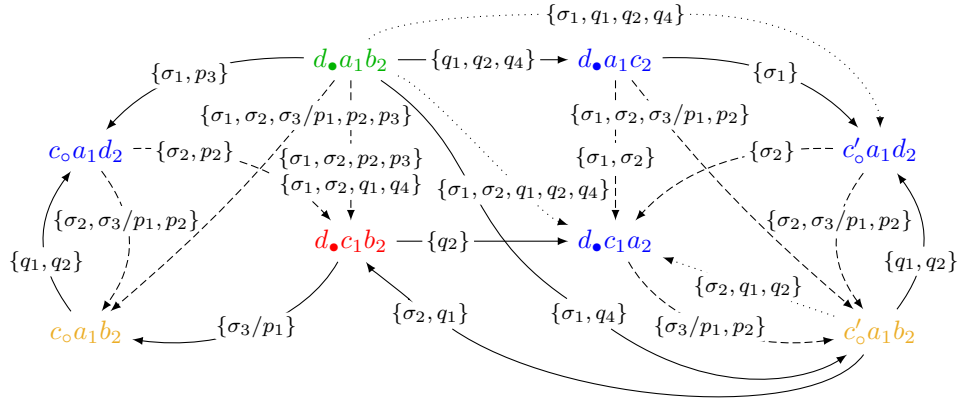 {σ₁, q₁, q₂, q₄}
d●a₁b₂
{q₁, q₂, q₄}
d●a₁c₂
{σ₁, p₃}
{σ₁}
{σ₁, σ₂, σ₃/p₁, p₂, p₃}
{σ₁, σ₂, σ₃/p₁, p₂}
c○a₁d₂
{σ₂, p₂}
{σ₁, σ₂, p₂, p₃}
{σ₁, σ₂}
{σ₂}
c′○a₁d₂
{σ₁, σ₂, q₁, q₄}
{σ₁, σ₂, q₁, q₂, q₄}
{σ₂, σ₃/p₁, p₂}
{σ₂, σ₃/p₁, p₂}
d●c₁b₂
{q₂}
d●c₁a₂
{q₁, q₂}
{q₁, q₂}
{σ₂, q₁, q₂}
{σ₃/p₁}
{σ₂, q₁}
{σ₁, q₄}
{σ₃/p₁, p₂}
c○a₁b₂
c′○a₁b₂